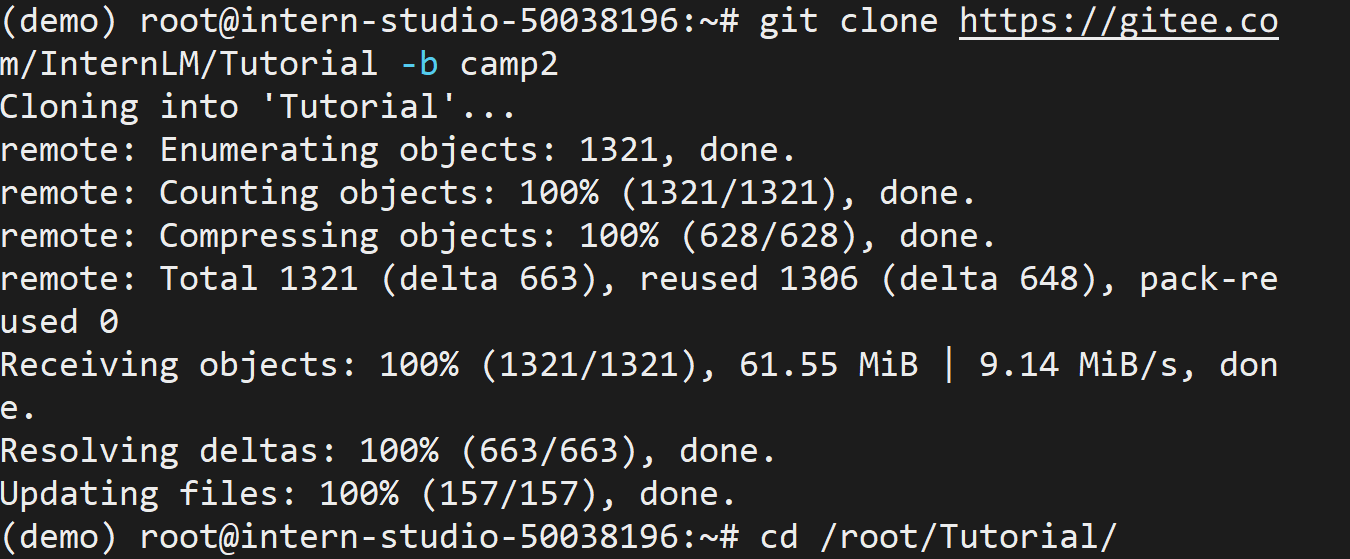 (demo) root@intern-studio-50038196:~# git clone https://gitee.co
m/InternLM/Tutorial -b camp2
Cloning into 'Tutorial'...
remote: Enumerating objects: 1321, done.
remote: Counting objects: 100% (1321/1321), done.
remote: Compressing objects: 100% (628/628), done.
remote: Total 1321 (delta 663), reused 1306 (delta 648), pack-re
used 0
Receiving objects: 100% (1321/1321), 61.55 MiB | 9.14 MiB/s, don
e.
Resolving deltas: 100% (663/663), done.
Updating files: 100% (157/157), done.
(demo) root@intern-studio-50038196:~# cd /root/Tutorial/